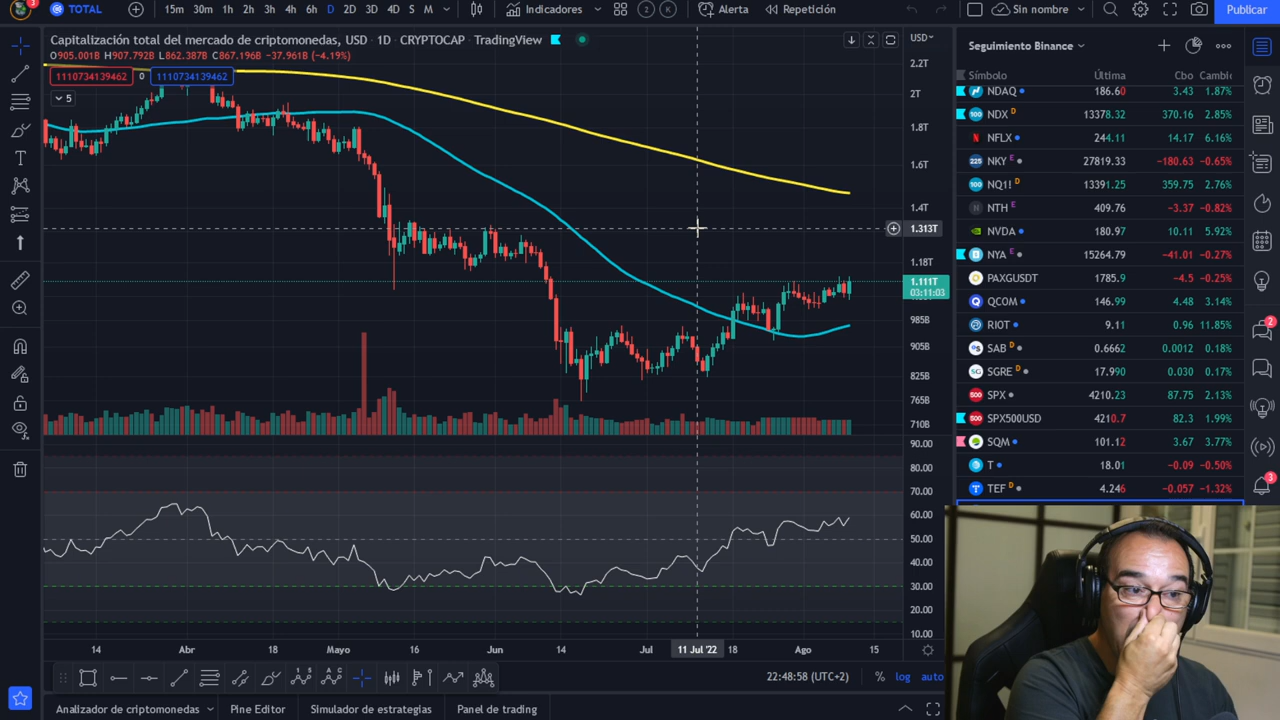 3 TOTAL 15m 30m 1h 2h 3h 4h 6h D 2D 3D 4D S M Indicadores 2 K Alerta Repetición Sin nombre Publicar
Capitalización total del mercado de criptomonedas, USD · 1D · CRYPTOCAP · TradingView
O905.001B H907.792B L862.387B C867.196B -37.961B (-4.19%)
1110734139462 0 1110734139462
5
USD
2.2T
2T
1.8T
1.6T
1.4T
1.313T
1.18T
1.111T
03:11:03
985B
905B
825B
765B
710B
90.00
80.00
70.00
60.00
50.00
40.00
30.00
20.00
10.00
14 Abr 18 Mayo 16 Jun 14 Jul 11 Jul '22 18 Ago 15
22:48:58 (UTC+2) % log auto
Analizador de criptomonedas Pine Editor Simulador de estrategias Panel de trading
Seguimiento Binance
Símbolo Última Cbo Cambi
NDAQ 186.60 3.43 1.87%
NDX D 13378.32 370.16 2.85%
NFLX 244.11 14.17 6.16%
NKY E 27819.33 −180.63 −0.65%
NQ1! D 13391.25 359.75 2.76%
NTH E 409.76 −3.37 −0.82%
NVDA 180.97 10.11 5.92%
NYA E 15264.79 −41.01 −0.27%
PAXGUSDT 1785.9 −4.5 −0.25%
QCOM 146.99 4.48 3.14%
RIOT 9.11 0.96 11.85%
SAB D 0.6662 0.0012 0.18%
SGRE D 17.990 0.030 0.17%
SPX 4210.23 87.75 2.13%
SPX500USD 4210.7 82.3 1.99%
SQM 101.12 3.67 3.77%
T 18.01 −0.09 −0.50%
TEF D 4.246 −0.057 −1.32%
2
3